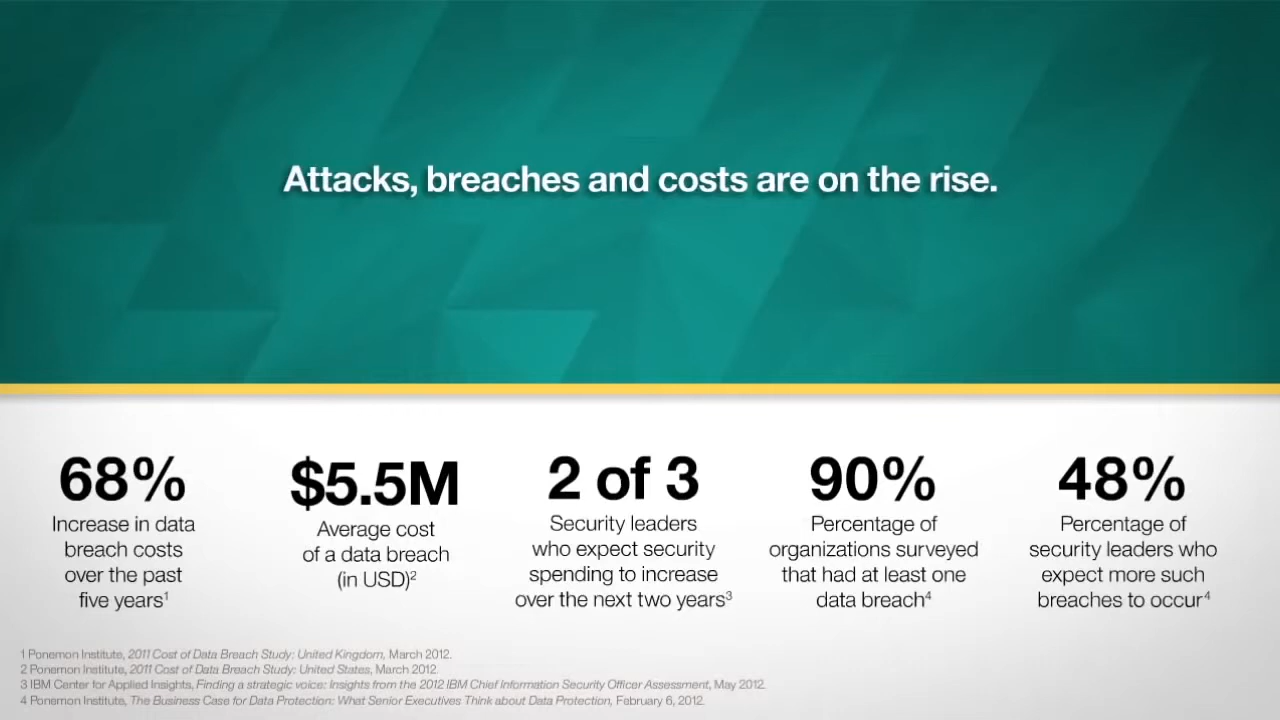 Attacks, breaches and costs are on the rise.
68%
Increase in data
breach costs
over the past
five years¹
$5.5M
Average cost
of a data breach
(in USD)²
2 of 3
Security leaders
who expect security
spending to increase
over the next two years³
90%
Percentage of
organizations surveyed
that had at least one
data breach⁴
48%
Percentage of
security leaders who
expect more such
breaches to occur⁴
1 Ponemon Institute, 2011 Cost of Data Breach Study: United Kingdom, March 2012.
2 Ponemon Institute, 2011 Cost of Data Breach Study: United States, March 2012.
3 IBM Center for Applied Insights, Finding a strategic voice: Insights from the 2012 IBM Chief Information Security Officer Assessment, May 2012.
4 Ponemon Institute, The Business Case for Data Protection: What Senior Executives Think about Data Protection, February 6, 2012.